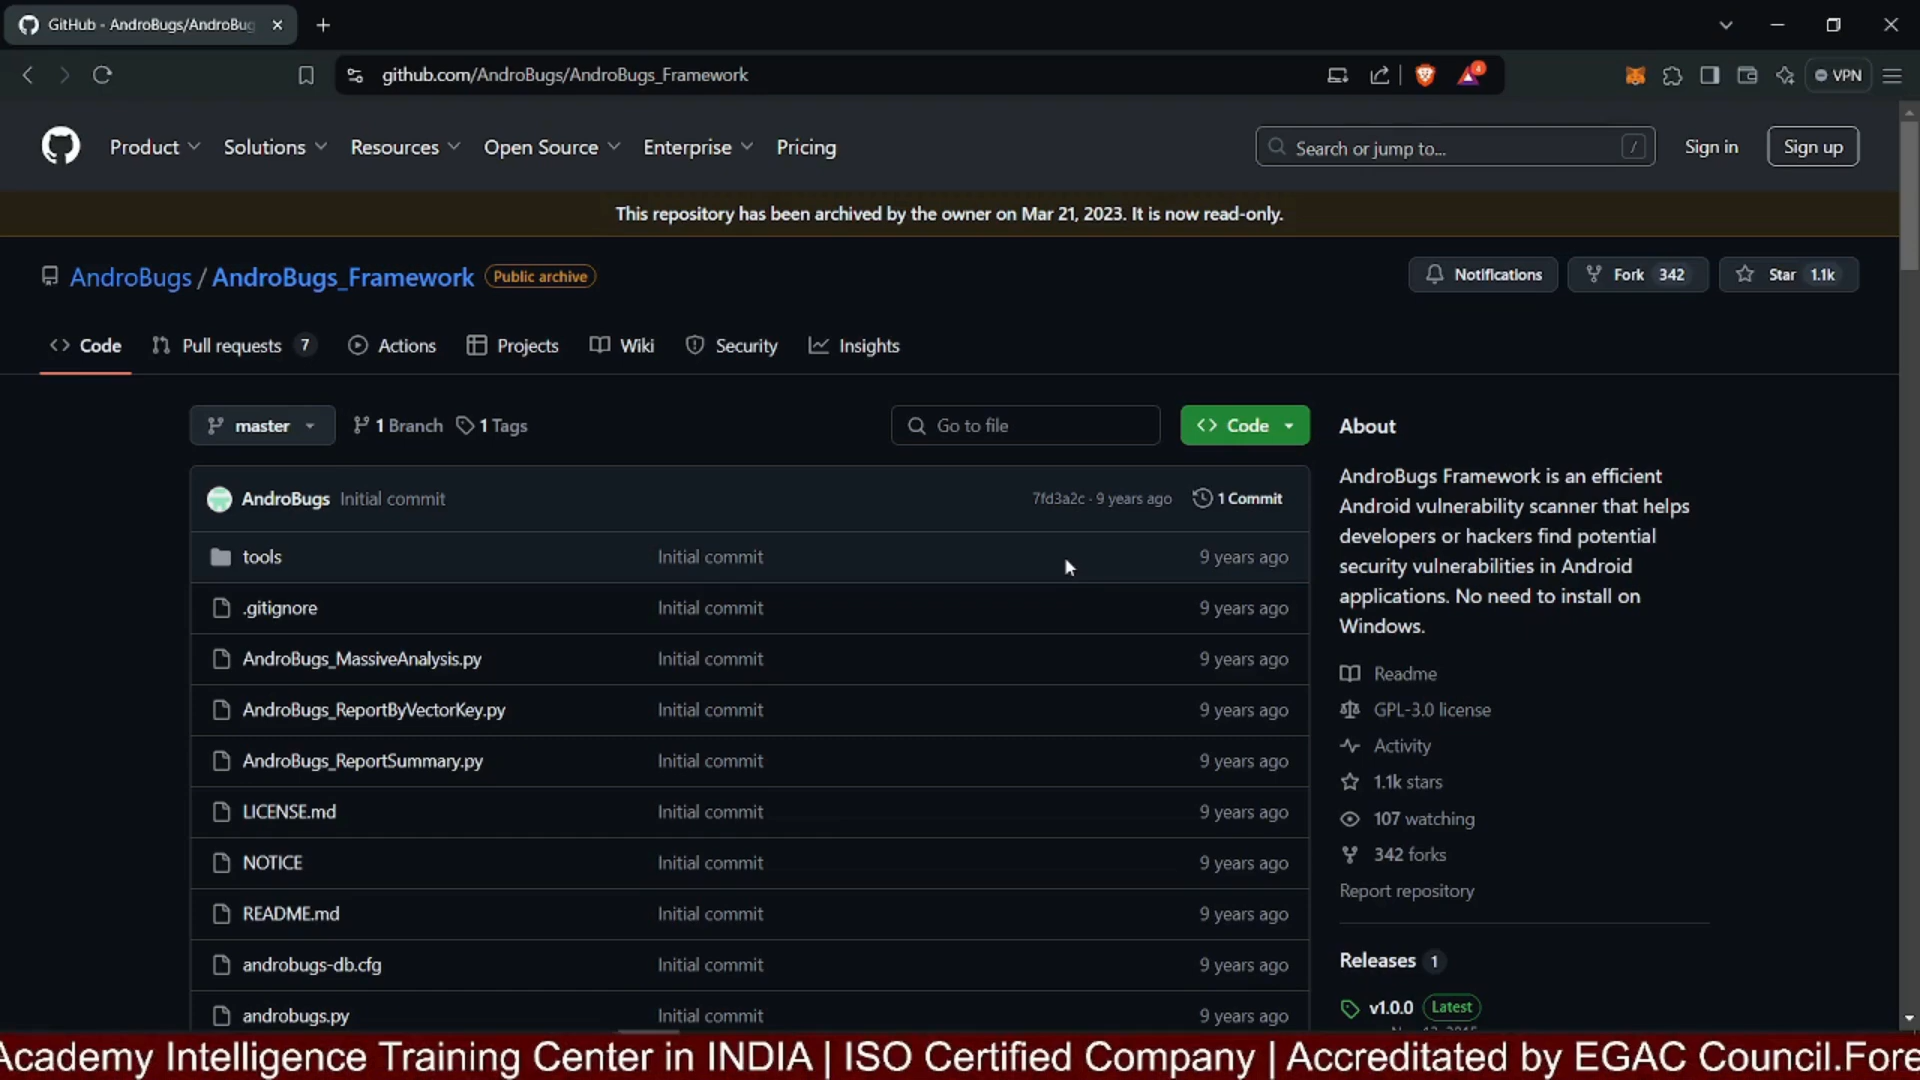 GitHub - AndroBugs/AndroBug
github.com/AndroBugs/AndroBugs_Framework
4
VPN
Product
Solutions
Resources
Open Source
Enterprise
Pricing
Search or jump to...
/
Sign in
Sign up
This repository has been archived by the owner on Mar 21, 2023. It is now read-only.
AndroBugs / AndroBugs_Framework Public archive
Notifications
Fork 342
Star 1.1k
Code
Pull requests 7
Actions
Projects
Wiki
Security
Insights
master
1 Branch
1 Tags
Go to file
Code
AndroBugs Initial commit 7fd3a2c · 9 years ago 1 Commit
tools Initial commit 9 years ago
.gitignore Initial commit 9 years ago
AndroBugs_MassiveAnalysis.py Initial commit 9 years ago
AndroBugs_ReportByVectorKey.py Initial commit 9 years ago
AndroBugs_ReportSummary.py Initial commit 9 years ago
LICENSE.md Initial commit 9 years ago
NOTICE Initial commit 9 years ago
README.md Initial commit 9 years ago
androbugs-db.cfg Initial commit 9 years ago
androbugs.py Initial commit 9 years ago
About
AndroBugs Framework is an efficient
Android vulnerability scanner that helps
developers or hackers find potential
security vulnerabilities in Android
applications. No need to install on
Windows.
Readme
GPL-3.0 license
Activity
1.1k stars
107 watching
342 forks
Report repository
Releases 1
v1.0.0 Latest
Academy Intelligence Training Center in INDIA | ISO Certified Company | Accreditated by EGAC Council.Fore